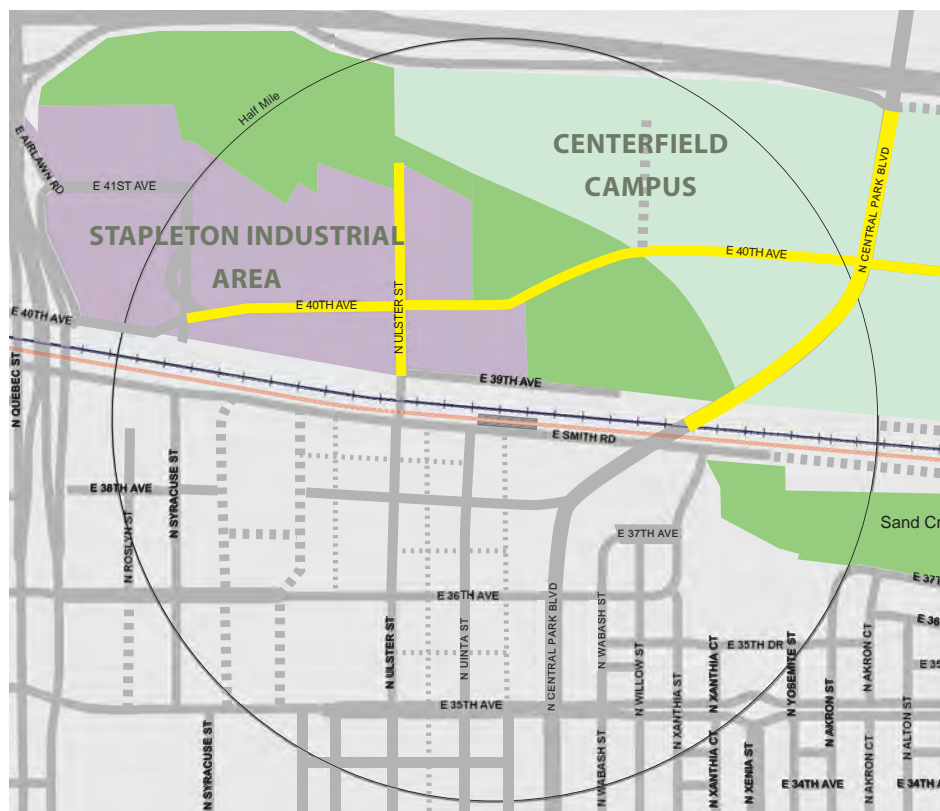 Half Mile
CENTERFIELD
CAMPUS
E AIRLAWN RD
E 41ST AVE
N CENTRAL PARK BLVD
STAPLETON INDUSTRIAL
AREA
E 40TH AVE
E 40TH AVE
E 40TH AVE
N ULSTER ST
N QUEBEC ST
E 39TH AVE
E SMITH RD
N SYRACUSE ST
E 38TH AVE
N ROSLYN ST
Sand Cr
E 37TH AVE
E 37T
E 36TH AVE
E 36
N ULSTER ST
N UINTA ST
N CENTRAL PARK BLVD
N WABASH ST
N WILLOW ST
N XANTHIA ST
N XANTHIA CT
E 35TH DR
N YOSEMITE ST
N AKRON ST
N AKRON CT
E 35
E 35TH AVE
N SYRACUSE ST
N WABASH ST
N XANTHIA CT
N XENIA ST
E 34TH AVE
N AKRON CT
N ALTON ST
E 34TH A